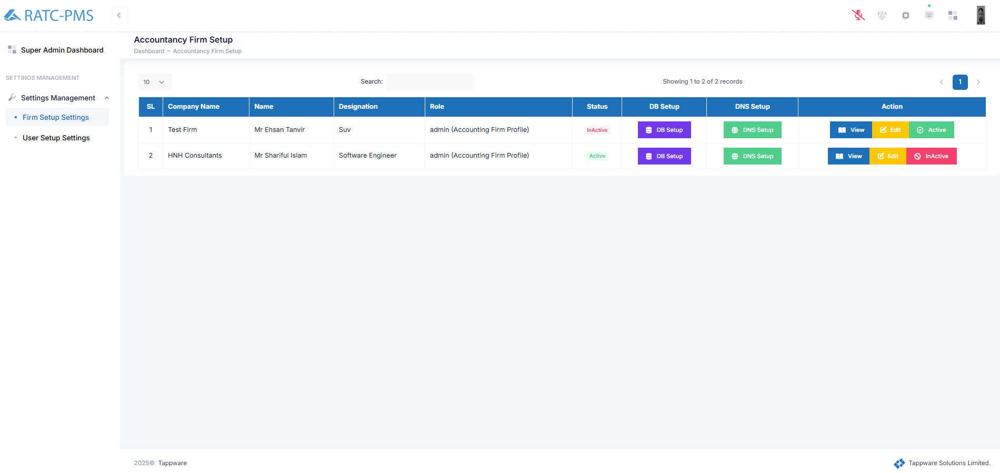 RATC-PMS
Super Admin Dashboard
SETTINGS MANAGEMENT
Settings Management
Firm Setup Settings
User Setup Settings
Accountancy Firm Setup
Dashboard - Accountancy Firm Setup
10 Search: Showing 1 to 2 of 2 records 1
SL Company Name Name Designation Role Status DB Setup DNS Setup Action
1 Test Firm Mr Ehsan Tanvir Suv admin (Accounting Firm Profile) InActive DB Setup DNS Setup View Edit Active
2 HNH Consultants Mr Shariful Islam Software Engineer admin (Accounting Firm Profile) Active DB Setup DNS Setup View Edit InActive
2025© Tappware Tappware Solutions Limited.